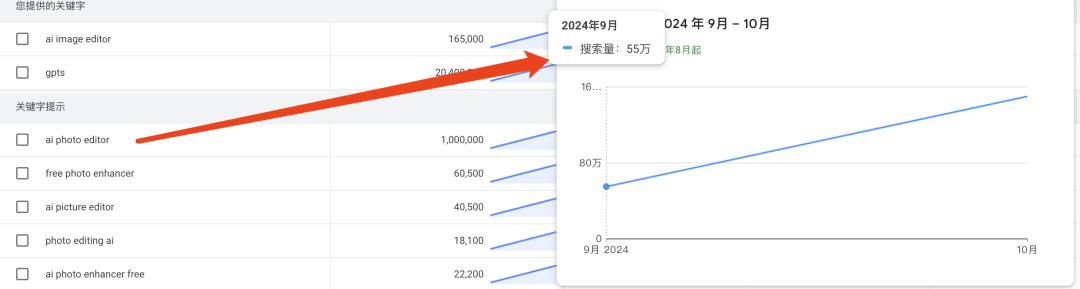 您提供的关键字
ai image editor 165,000
gpts 20,400,
关键字提示
ai photo editor 1,000,000
free photo enhancer 60,500
ai picture editor 40,500
photo editing ai 18,100
ai photo enhancer free 22,200
2024年9月
搜索量：55万
024 年 9月 – 10月
年8月起
16...
80万
0
9月 2024 10月